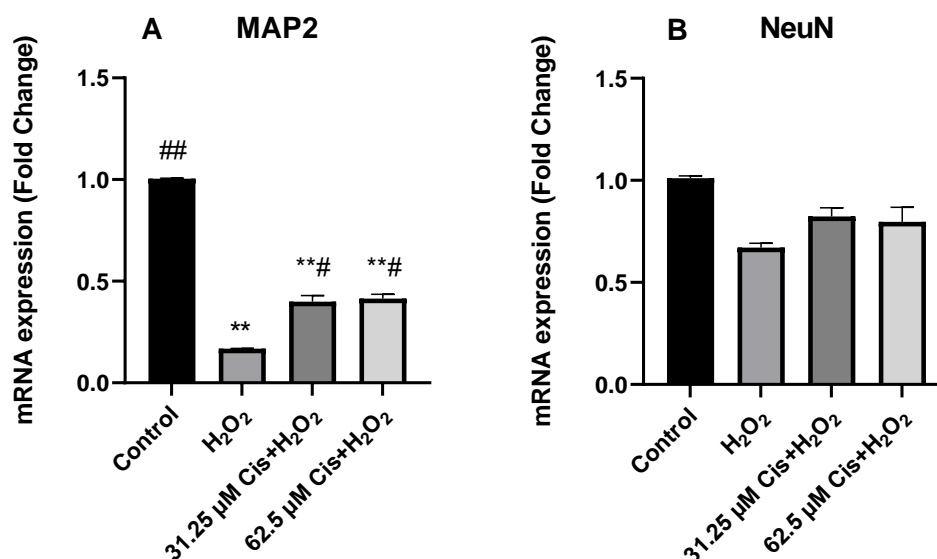 A MAP2
mRNA expression (Fold Change)
1.5
1.0
0.5
0.0
##
**
**#
**#
Control
H₂O₂
31.25 µM Cis+H₂O₂
62.5 µM Cis+H₂O₂
B NeuN
mRNA expression (Fold Change)
1.5
1.0
0.5
0.0
Control
H₂O₂
31.25 µM Cis+H₂O₂
62.5 µM Cis+H₂O₂